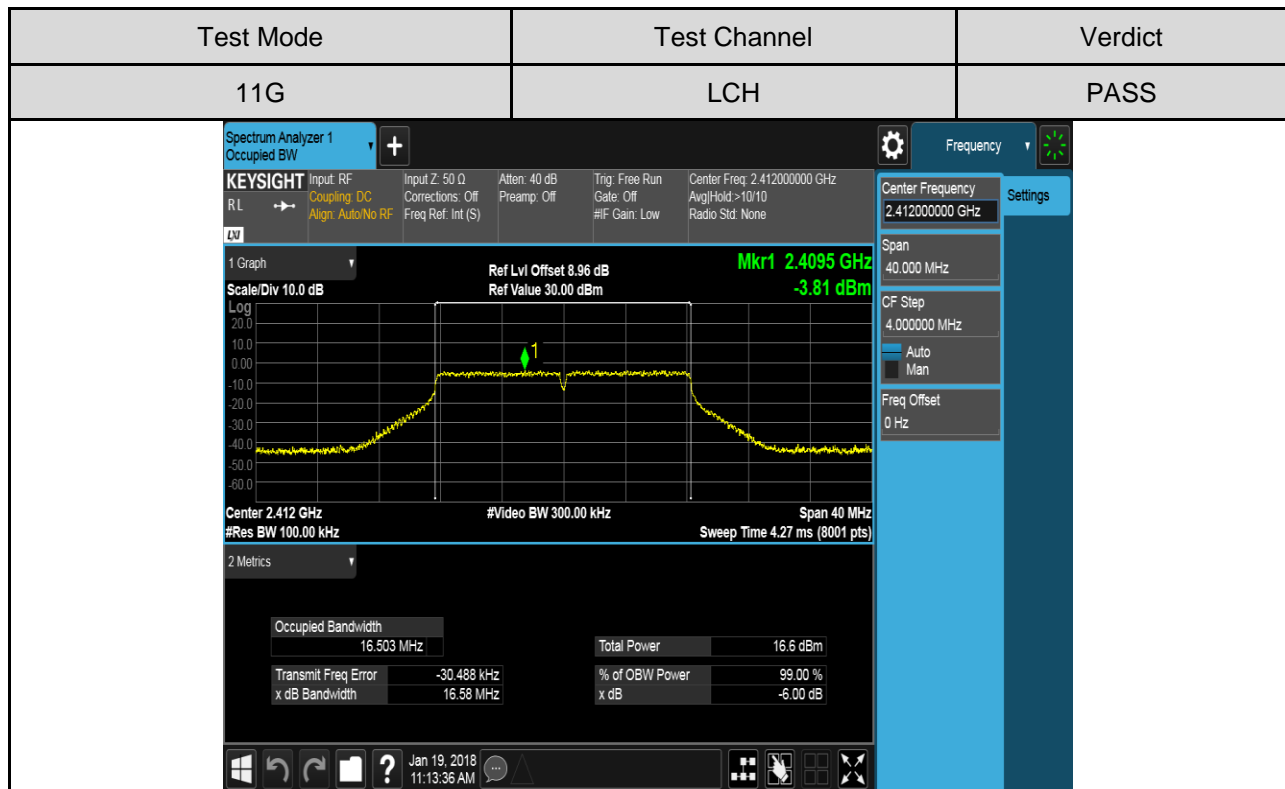 Test Mode Test Channel Verdict
11G LCH PASS
Spectrum Analyzer 1
Occupied BW
+
Frequency
KEYSIGHT Input: RF Input Z: 50 Ω Atten: 40 dB Trig: Free Run Center Freq: 2.412000000 GHz
RL Coupling: DC Corrections: Off Preamp: Off Gate: Off Avg|Hold:>10/10
Align: Auto/No RF Freq Ref: Int (S) #IF Gain: Low Radio Std: None
LXI
Center Frequency
2.412000000 GHz
Settings
Span
40.000 MHz
CF Step
4.000000 MHz
Auto
Man
Freq Offset
0 Hz
1 Graph Ref Lvl Offset 8.96 dB Mkr1 2.4095 GHz
Scale/Div 10.0 dB Ref Value 30.00 dBm -3.81 dBm
Log
20.0
10.0
0.00
-10.0
-20.0
-30.0
-40.0
-50.0
-60.0
1
Center 2.412 GHz #Video BW 300.00 kHz Span 40 MHz
#Res BW 100.00 kHz Sweep Time 4.27 ms (8001 pts)
2 Metrics
Occupied Bandwidth
16.503 MHz Total Power 16.6 dBm
Transmit Freq Error -30.488 kHz % of OBW Power 99.00 %
x dB Bandwidth 16.58 MHz x dB -6.00 dB
? Jan 19, 2018
11:13:36 AM